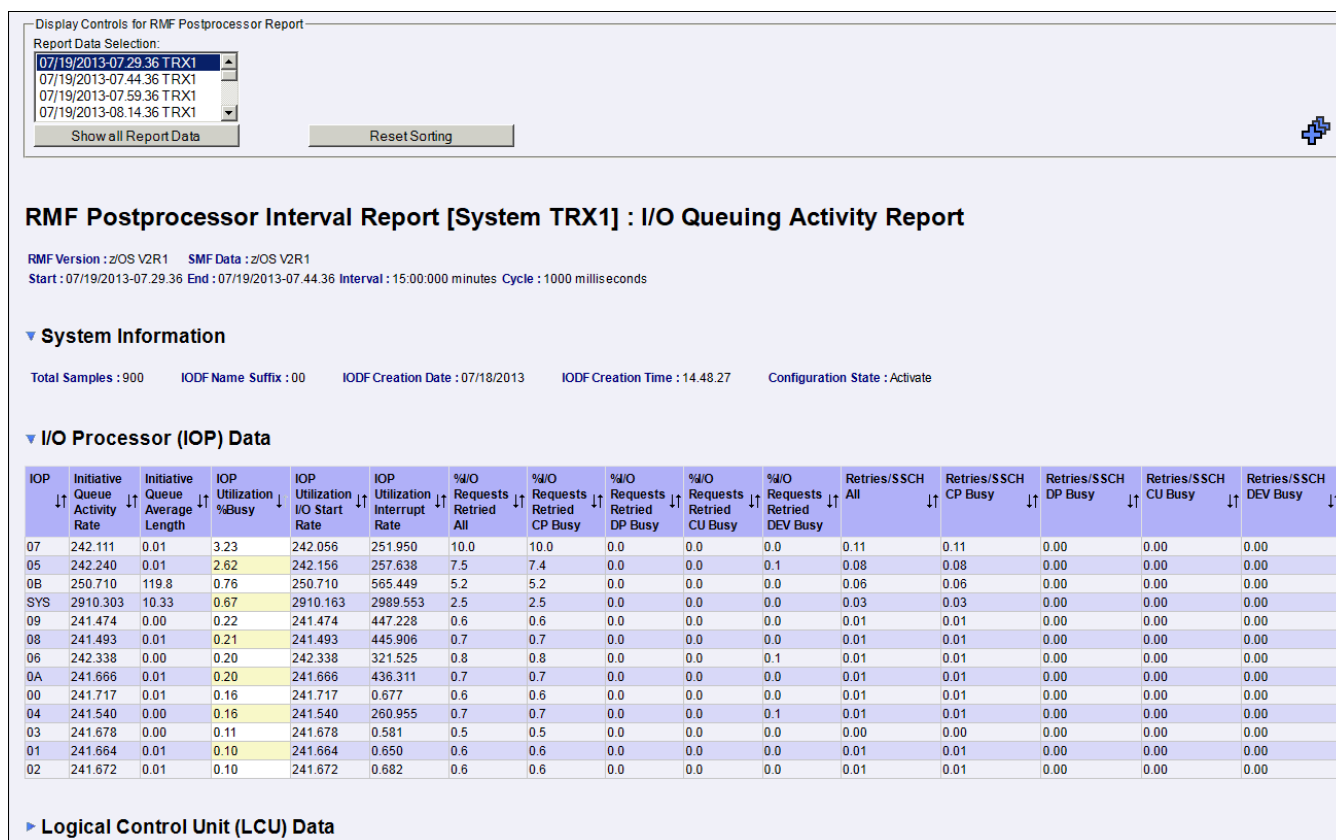 Display Controls for RMF Postprocessor Report
Report Data Selection:
07/19/2013-07.29.36 TRX1
07/19/2013-07.44.36 TRX1
07/19/2013-07.59.36 TRX1
07/19/2013-08.14.36 TRX1
Show all Report Data Reset Sorting
RMF Postprocessor Interval Report [System TRX1] : I/O Queuing Activity Report
RMF Version : z/OS V2R1 SMF Data : z/OS V2R1
Start : 07/19/2013-07.29.36 End : 07/19/2013-07.44.36 Interval : 15:00:000 minutes Cycle : 1000 milliseconds
System Information
Total Samples : 900 IODF Name Suffix : 00 IODF Creation Date : 07/18/2013 IODF Creation Time : 14.48.27 Configuration State : Activate
I/O Processor (IOP) Data
IOP Initiative Initiative IOP IOP IOP %I/O %I/O %I/O %I/O %I/O Retries/SSCH Retries/SSCH Retries/SSCH Retries/SSCH Retries/SSCH
Queue Queue Utilization Utilization Utilization Requests Requests Requests Requests Requests All CP Busy DP Busy CU Busy DEV Busy
Activity Average %Busy I/O Start Interrupt Retried Retried Retried Retried Retried
Rate Length Rate Rate All CP Busy DP Busy CU Busy DEV Busy
07 242.111 0.01 3.23 242.056 251.950 10.0 10.0 0.0 0.0 0.0 0.11 0.11 0.00 0.00 0.00
05 242.240 0.01 2.62 242.156 257.638 7.5 7.4 0.0 0.0 0.1 0.08 0.08 0.00 0.00 0.00
0B 250.710 119.8 0.76 250.710 565.449 5.2 5.2 0.0 0.0 0.0 0.06 0.06 0.00 0.00 0.00
SYS 2910.303 10.33 0.67 2910.163 2989.553 2.5 2.5 0.0 0.0 0.0 0.03 0.03 0.00 0.00 0.00
09 241.474 0.00 0.22 241.474 447.228 0.6 0.6 0.0 0.0 0.0 0.01 0.01 0.00 0.00 0.00
08 241.493 0.01 0.21 241.493 445.906 0.7 0.7 0.0 0.0 0.0 0.01 0.01 0.00 0.00 0.00
06 242.338 0.00 0.20 242.338 321.525 0.8 0.8 0.0 0.0 0.1 0.01 0.01 0.00 0.00 0.00
0A 241.666 0.01 0.20 241.666 436.311 0.7 0.7 0.0 0.0 0.0 0.01 0.01 0.00 0.00 0.00
00 241.717 0.01 0.16 241.717 0.677 0.6 0.6 0.0 0.0 0.0 0.01 0.01 0.00 0.00 0.00
04 241.540 0.00 0.16 241.540 260.955 0.7 0.7 0.0 0.0 0.1 0.01 0.01 0.00 0.00 0.00
03 241.678 0.00 0.11 241.678 0.581 0.5 0.5 0.0 0.0 0.0 0.00 0.00 0.00 0.00 0.00
01 241.664 0.01 0.10 241.664 0.650 0.6 0.6 0.0 0.0 0.0 0.01 0.01 0.00 0.00 0.00
02 241.672 0.01 0.10 241.672 0.682 0.6 0.6 0.0 0.0 0.0 0.01 0.01 0.00 0.00 0.00
Logical Control Unit (LCU) Data